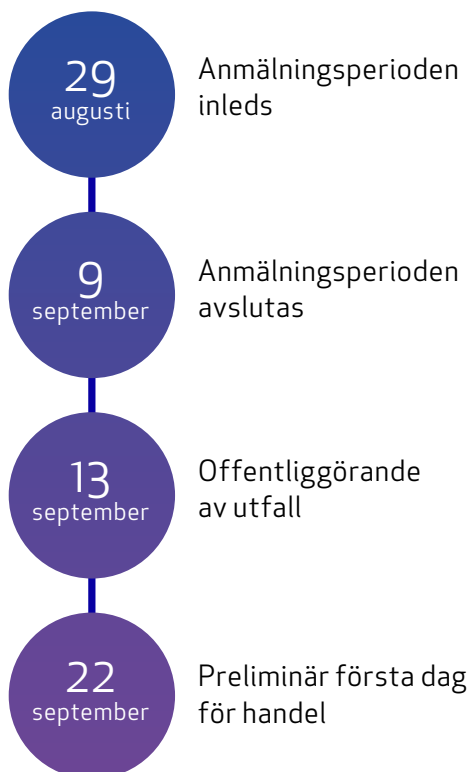 29
augusti
Anmälningsperioden
inleds
9
september
Anmälningsperioden
avslutas
13
september
Offentliggörande
av utfall
22
september
Preliminär första dag
för handel